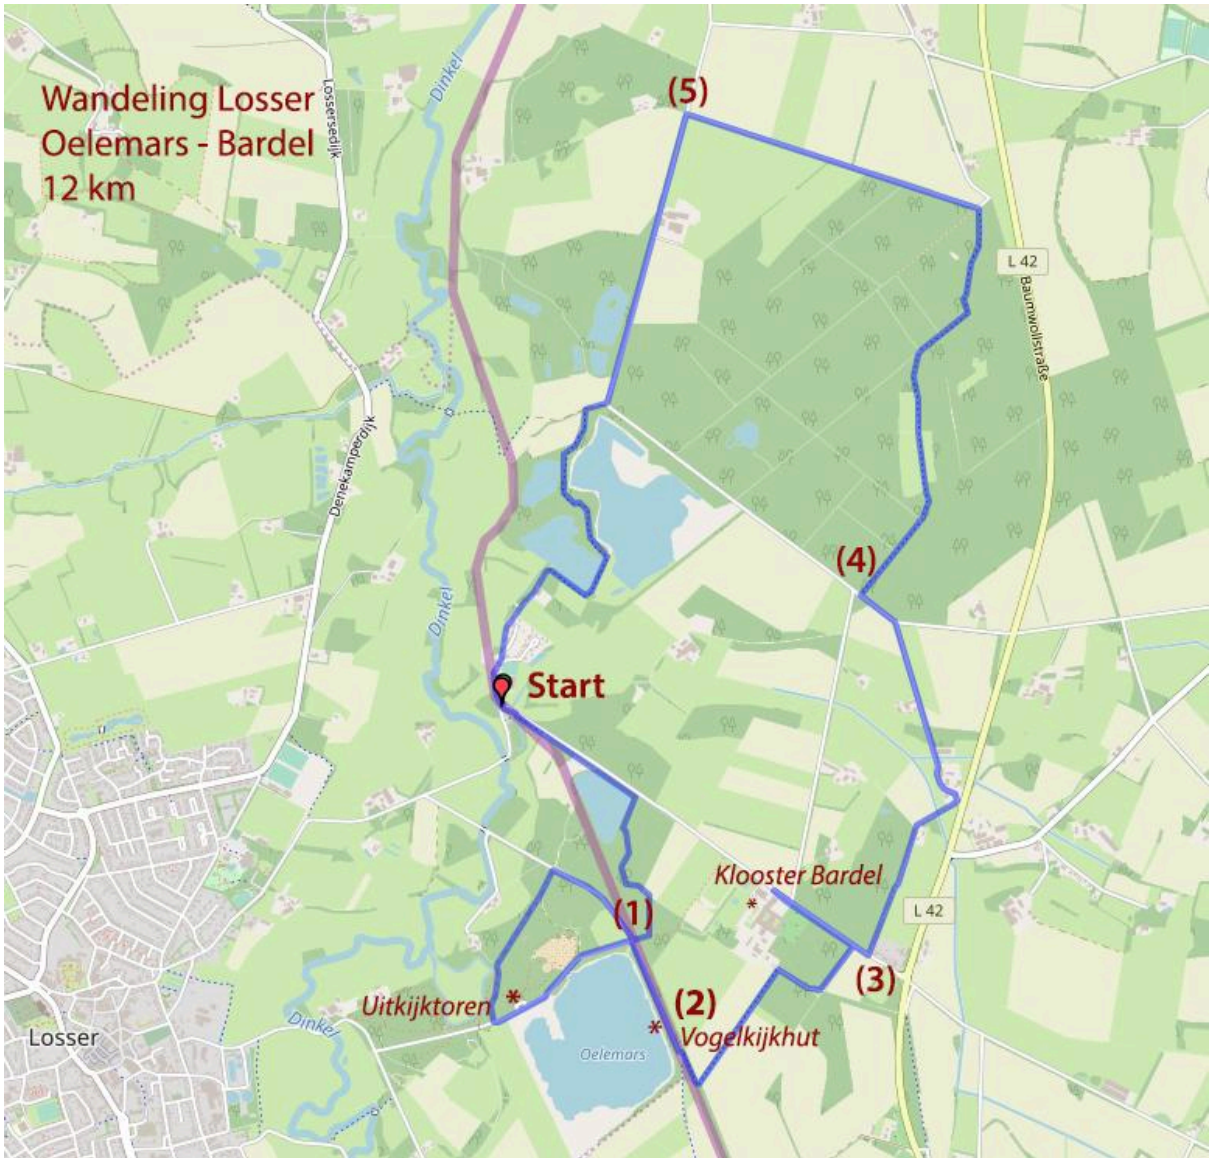 Wandeling Losser
Oelemars - Bardel
12 km
Lossersedijk
Dinkel
(5)
L 42
Baumwollstraße
Denekamperdijk
(4)
Dinkel
Start
Klooster Bardel
*
L 42
(1)
(3)
Uitkijktoren *
(2)
* Vogelkijkhut
Dinkel
Losser
Oelemars